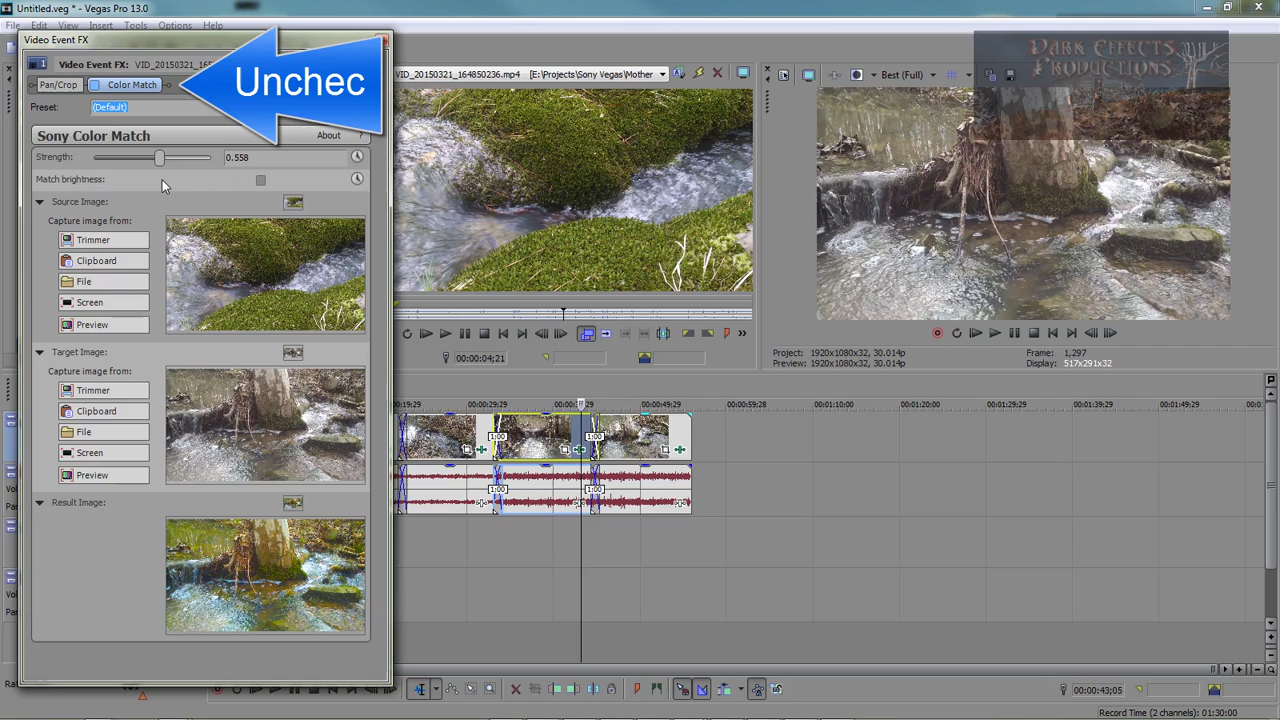 Untitled.veg * - Vegas Pro 13.0
File Edit View Insert Tools Options Help
Video Event FX
Video Event FX: VID_20150321_16
Pan/Crop Color Match
Unchec
Preset: (Default)
Sony Color Match About ?
Strength: 0.558
Match brightness:
Source Image:
Capture image from:
Trimmer
Clipboard
File
Screen
Preview
Target Image:
Capture image from:
Trimmer
Clipboard
File
Screen
Preview
Result Image:
VID_20150321_164850236.mp4 [E:\Projects\Sony Vegas\Mother
Best (Full)
DARK EFFECTS
PRODUCTIONS
00:00:04;21
Project: 1920x1080x32, 30.014p
Preview: 1920x1080x32, 30.014p
Frame: 1,297
Display: 517x291x32
00:00:29;29 00:00:49;29 00:00:59;28 00:01:10;00 00:01:20;00 00:01:29;29 00:01:39;29 00:01:49;29
1:00 1:00
1:00 1:00
00:00:43;05
Record Time (2 channels): 01:30:00